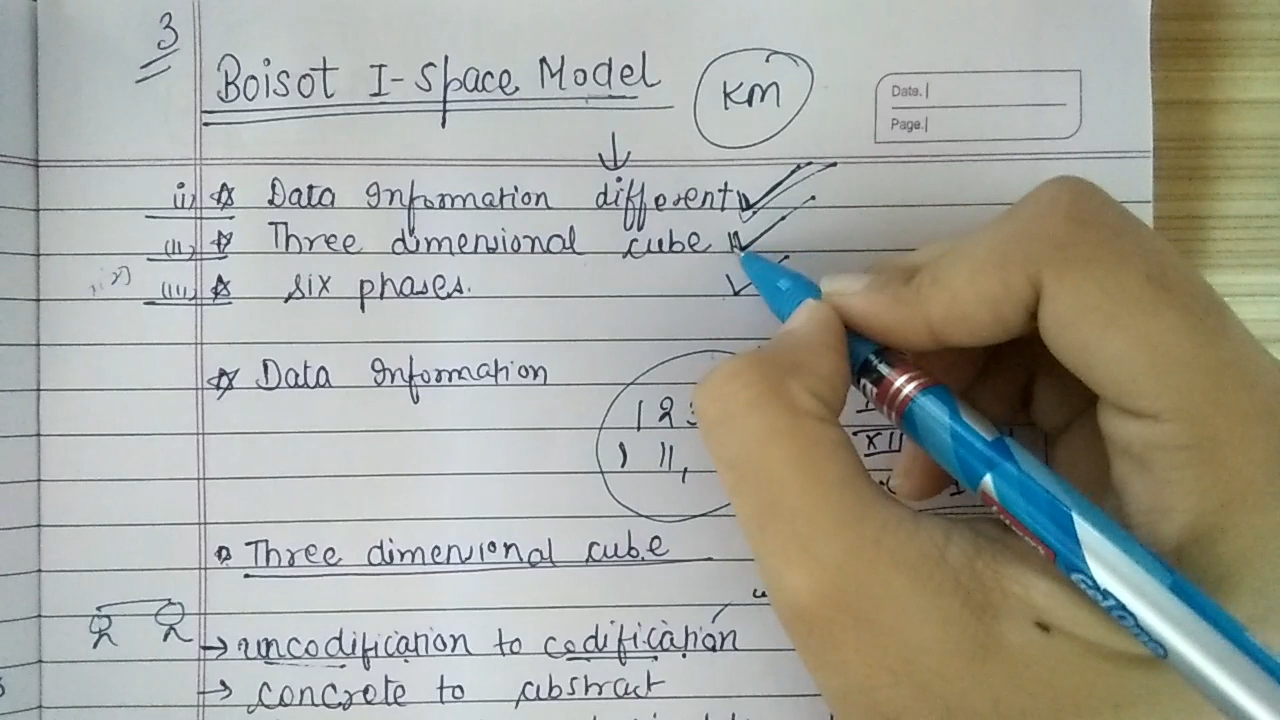 3
Boisot I-Space Model
KM
Date.
Page.
i) ☆ Data Information different
(ii) ☆ Three dimensional cube
(iii) ☆ six phases.
☆ Data Information
1 2
1 11,
XII
Three dimensional cube
→ uncodification to codification
→ concrete to abstract